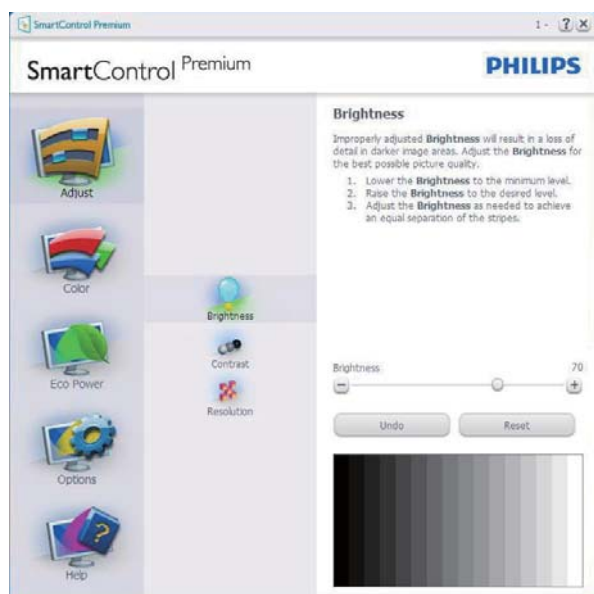 SmartControl Premium
1 - ? X
SmartControl Premium
PHILIPS
Adjust
Color
Eco Power
Options
Help
Brightness
Contrast
Resolution
Brightness
Improperly adjusted Brightness will result in a loss of
detail in darker image areas. Adjust the Brightness for
the best possible picture quality.
1. Lower the Brightness to the minimum level.
2. Raise the Brightness to the desired level.
3. Adjust the Brightness as needed to achieve
an equal separation of the stripes.
Brightness 70
Undo Reset